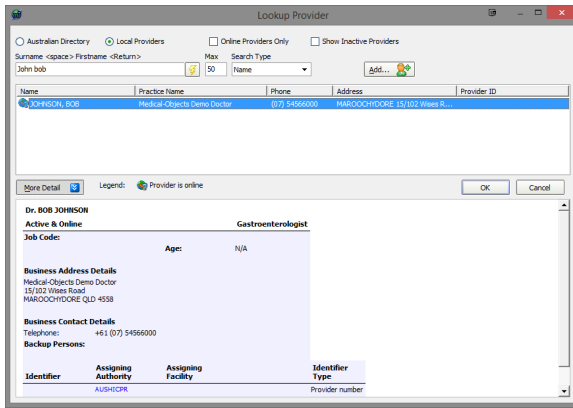 Lookup Provider
Australian Directory Local Providers Online Providers Only Show Inactive Providers
Surname <space> Firstname <Return> Max Search Type
John bob 50 Name Add...
Name Practice Name Phone Address Provider ID
JOHNSON, BOB Medical-Objects Demo Doctor (07) 54566000 MAROOCHYDORE 15/102 Wises R...
More Detail Legend: Provider is online OK Cancel
Dr. BOB JOHNSON
Active & Online Gastroenterologist
Job Code:
Age: N/A
Business Address Details
Medical-Objects Demo Doctor
15/102 Wises Road
MAROOCHYDORE QLD 4558
Business Contact Details
Telephone: +61 (07) 54566000
Backup Persons:
Identifier Assigning Authority Assigning Facility Identifier Type
AUSHICPR Provider number